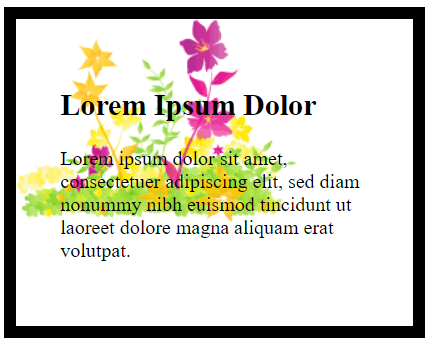 Lorem Ipsum Dolor
Lorem ipsum dolor sit amet,
consectetuer adipiscing elit, sed diam
nonummy nibh euismod tincidunt ut
laoreet dolore magna aliquam erat
volutpat.